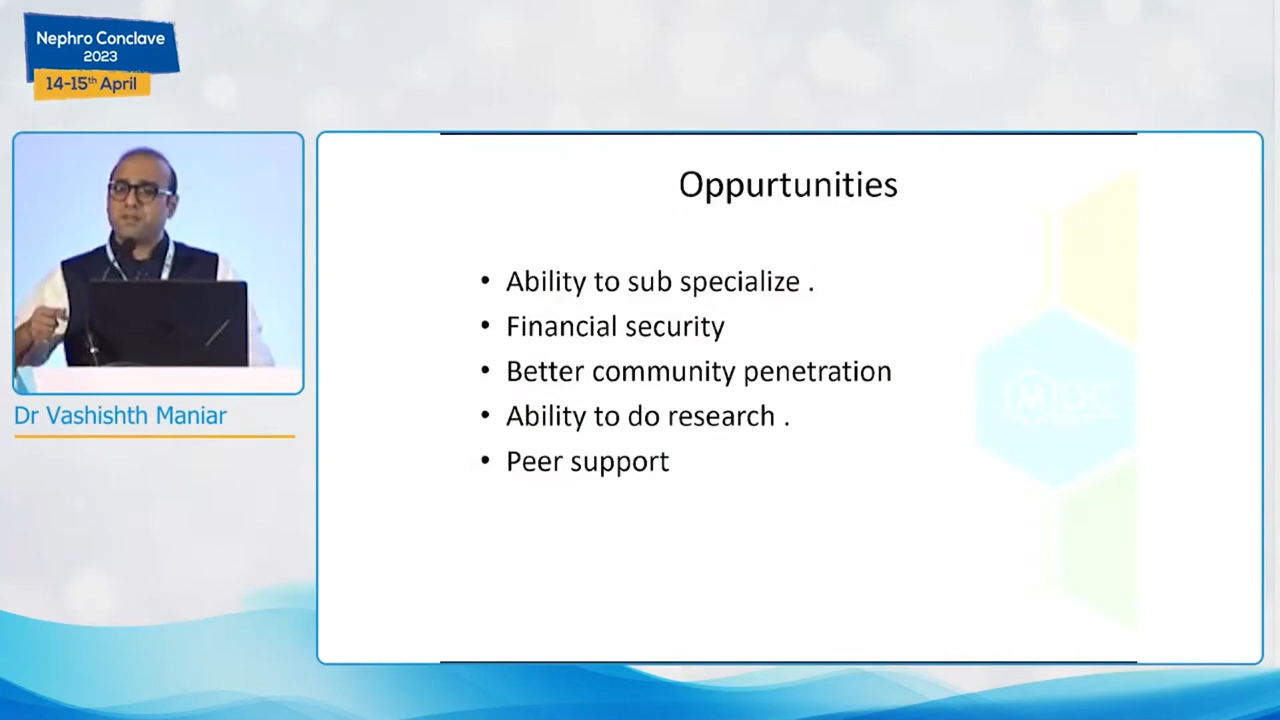 Nephro Conclave
2023
14-15th April
Dr Vashishth Maniar
Oppurtunities
• Ability to sub specialize .
• Financial security
• Better community penetration
• Ability to do research .
• Peer support
MOC